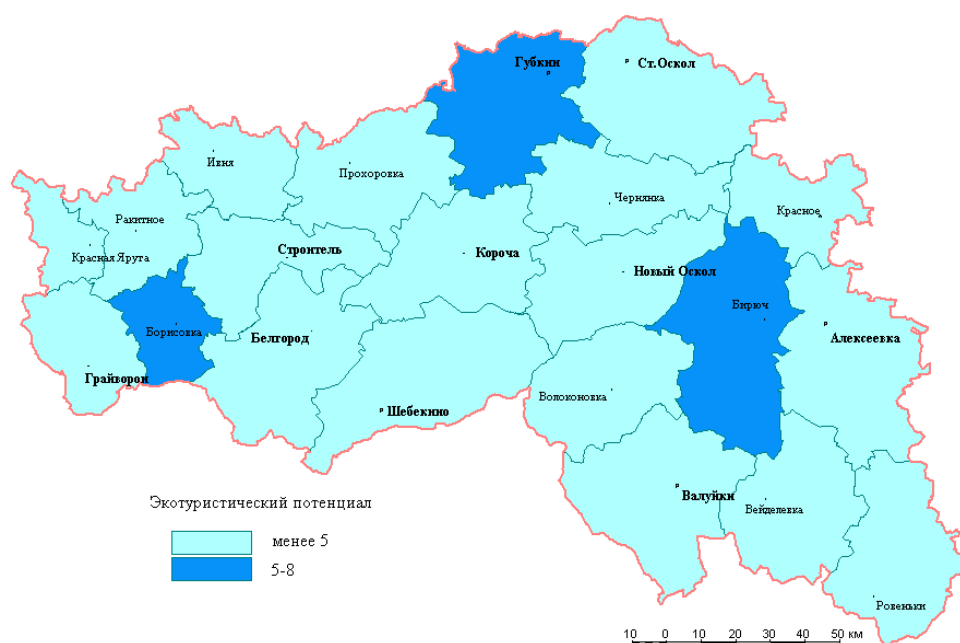 Губкин
Ст.Оскол
Ивня
Прохоровка
Чернянка
Красное
Ракитное
Красная Ярута
Строитель
Короча
Новый Оскол
Бирюч
Борисовка
Белгород
Алексеевка
Грайворон
Шебекино
Волоконовка
Валуйки
Вейделевка
Ровеньки
Экотуристический потенциал
менее 5
5-8
10 0 10 20 30 40 50 км